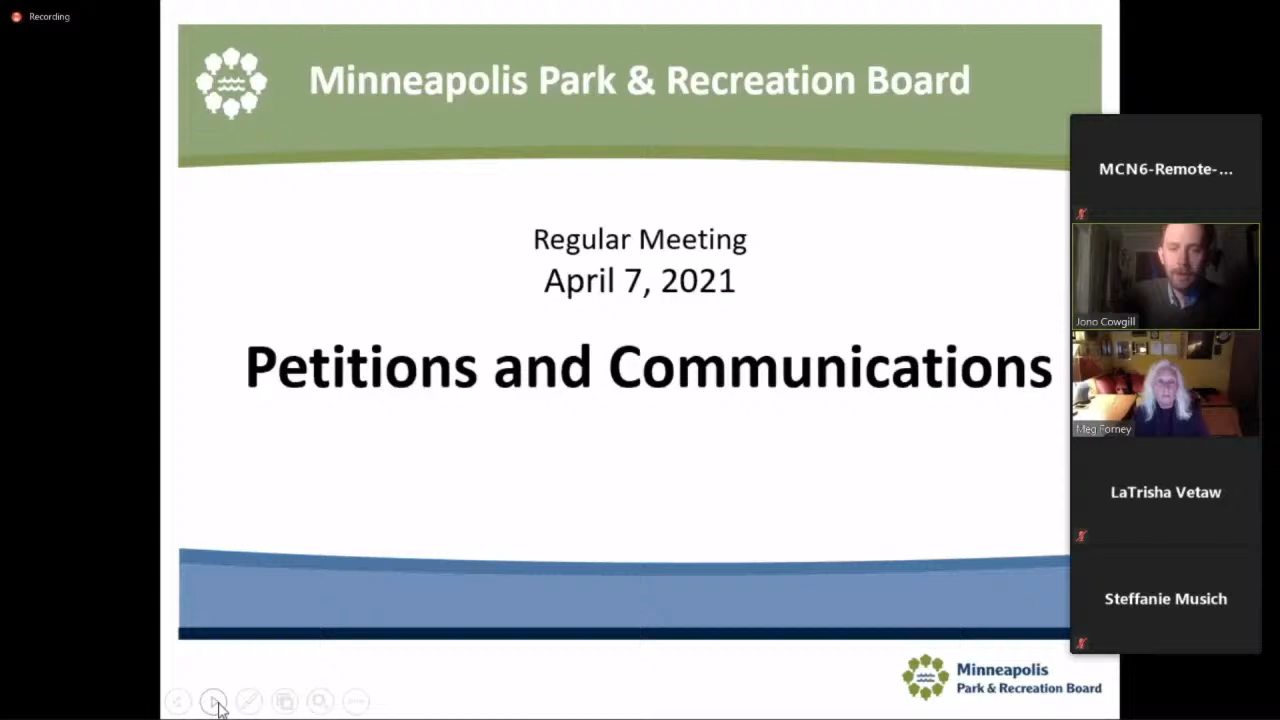 Recording
Minneapolis Park & Recreation Board
Regular Meeting
April 7, 2021
Petitions and Communications
MCN6-Remote-...
Jono Cowgill
Meg Forney
LaTrisha Vetaw
Steffanie Musich
Minneapolis
Park & Recreation Board